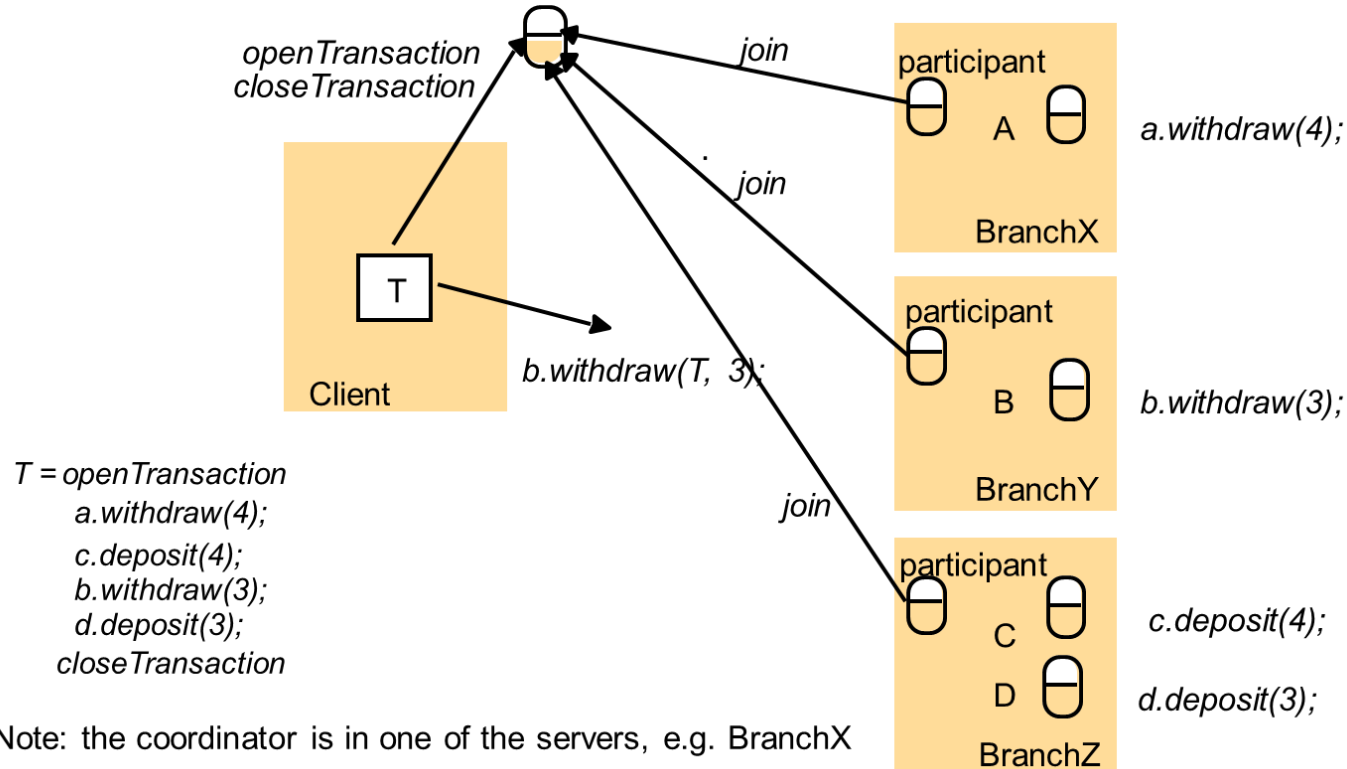 openTransaction
closeTransaction
join
participant
A
a.withdraw(4);
BranchX
.
join
T
Client
b.withdraw(T, 3);
participant
B
b.withdraw(3);
BranchY
join
participant
C
c.deposit(4);
D
d.deposit(3);
BranchZ
T = openTransaction
a.withdraw(4);
c.deposit(4);
b.withdraw(3);
d.deposit(3);
closeTransaction
Note: the coordinator is in one of the servers, e.g. BranchX